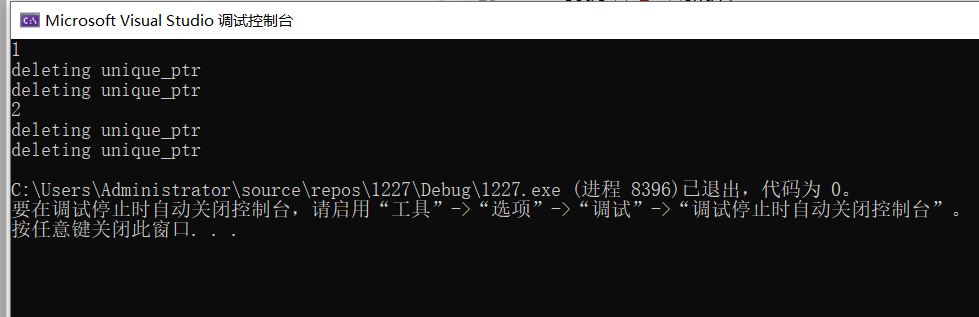 Microsoft Visual Studio 调试控制台
1
deleting unique_ptr
deleting unique_ptr
2
deleting unique_ptr
deleting unique_ptr
C:\Users\Administrator\source\repos\1227\Debug\1227.exe (进程 8396)已退出，代码为 0。
要在调试停止时自动关闭控制台，请启用“工具”->“选项”->“调试”->“调试停止时自动关闭控制台”。
按任意键关闭此窗口. . .